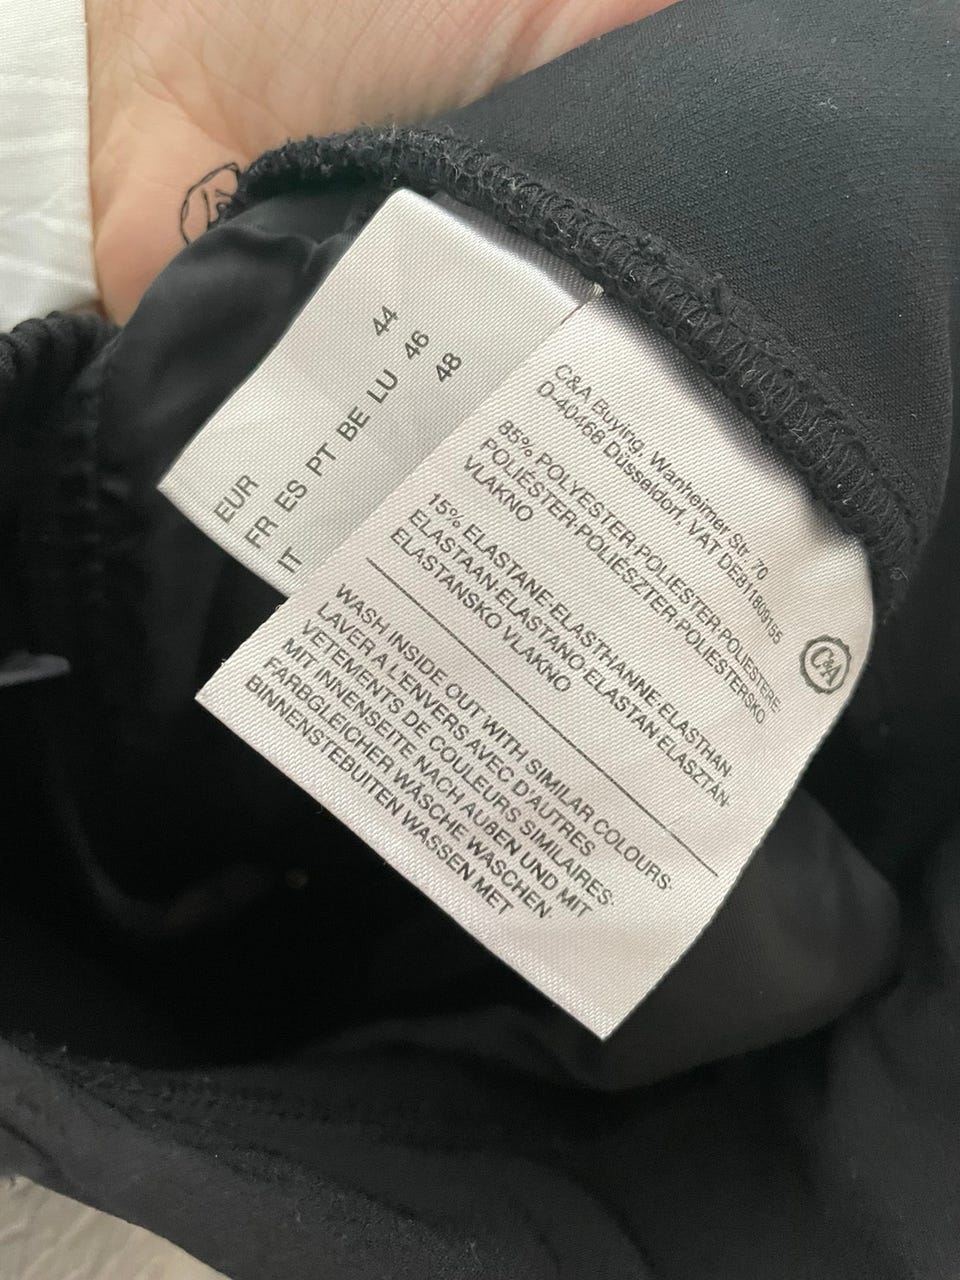 EUR 44
FR ES PT BE LU 46
IT 48
C&A Buying, Wanheimer Str. 70
D-40468 Düsseldorf, VAT DE811809155
C&A
85% POLYESTER·POLIESTER·POLIESTERE·
POLIÉSTER·POLIÉSZTER·POLIESTERSKO
VLAKNO
15% ELASTANE·ELASTHANNE·ELASTHAN·
ELASTAAN·ELASTANO·ELASTAN·ELASZTÁN·
ELASTANSKO VLAKNO
WASH INSIDE OUT WITH SIMILAR COLOURS·
LAVER A L'ENVERS AVEC D'AUTRES
VETEMENTS DE COULEURS SIMILAIRES·
MIT INNENSEITE NACH AUßEN UND MIT
FARBGLEICHER WÄSCHE WASCHEN·
BINNENSTEBUITEN WASSEN MET